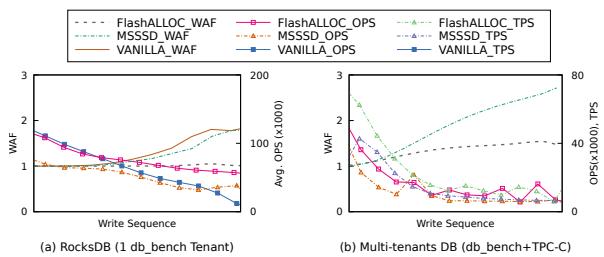 FlashALLOC_WAF FlashALLOC_OPS FlashALLOC_TPS
MSSSD_WAF MSSSD_OPS MSSSD_TPS
VANILLA_WAF VANILLA_OPS VANILLA_TPS
3 200 3 80
2 2
100 40
1 1
0 0 0 0
WAF
Avg. OPS (x1000)
WAF
OPS(x1000), TPS
Write Sequence Write Sequence
(a) RocksDB (1 db_bench Tenant) (b) Multi-tenants DB (db_bench+TPC-C)